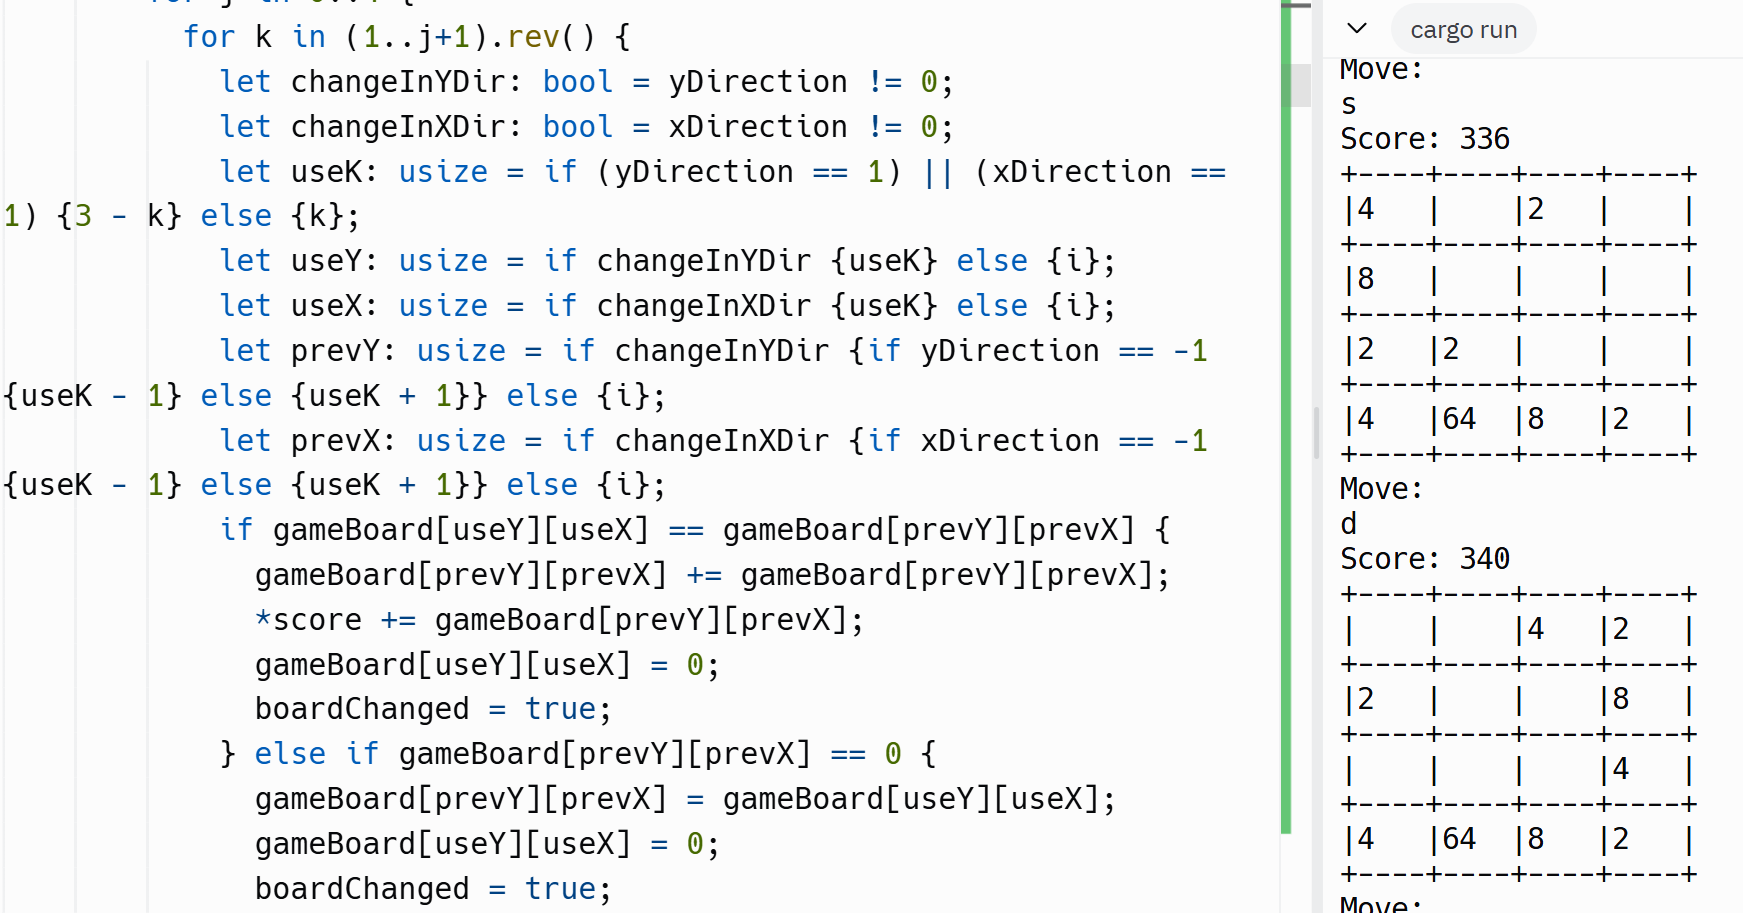 for k in (1..j+1).rev() {
let changeInYDir: bool = yDirection != 0;
let changeInXDir: bool = xDirection != 0;
let useK: usize = if (yDirection == 1) || (xDirection ==
1) {3 - k} else {k};
let useY: usize = if changeInYDir {useK} else {i};
let useX: usize = if changeInXDir {useK} else {i};
let prevY: usize = if changeInYDir {if yDirection == -1
{useK - 1} else {useK + 1}} else {i};
let prevX: usize = if changeInXDir {if xDirection == -1
{useK - 1} else {useK + 1}} else {i};
if gameBoard[useY][useX] == gameBoard[prevY][prevX] {
gameBoard[prevY][prevX] += gameBoard[prevY][prevX];
*score += gameBoard[prevY][prevX];
gameBoard[useY][useX] = 0;
boardChanged = true;
} else if gameBoard[prevY][prevX] == 0 {
gameBoard[prevY][prevX] = gameBoard[useY][useX];
gameBoard[useY][useX] = 0;
boardChanged = true;
cargo run
Move:
s
Score: 336
+----+----+----+----+
|4   |    |2   |    |
+----+----+----+----+
|8   |    |    |    |
+----+----+----+----+
|2   |2   |    |    |
+----+----+----+----+
|4   |64  |8   |2   |
+----+----+----+----+
Move:
d
Score: 340
+----+----+----+----+
|    |    |4   |2   |
+----+----+----+----+
|2   |    |    |8   |
+----+----+----+----+
|    |    |    |4   |
+----+----+----+----+
|4   |64  |8   |2   |
+----+----+----+----+
Move: